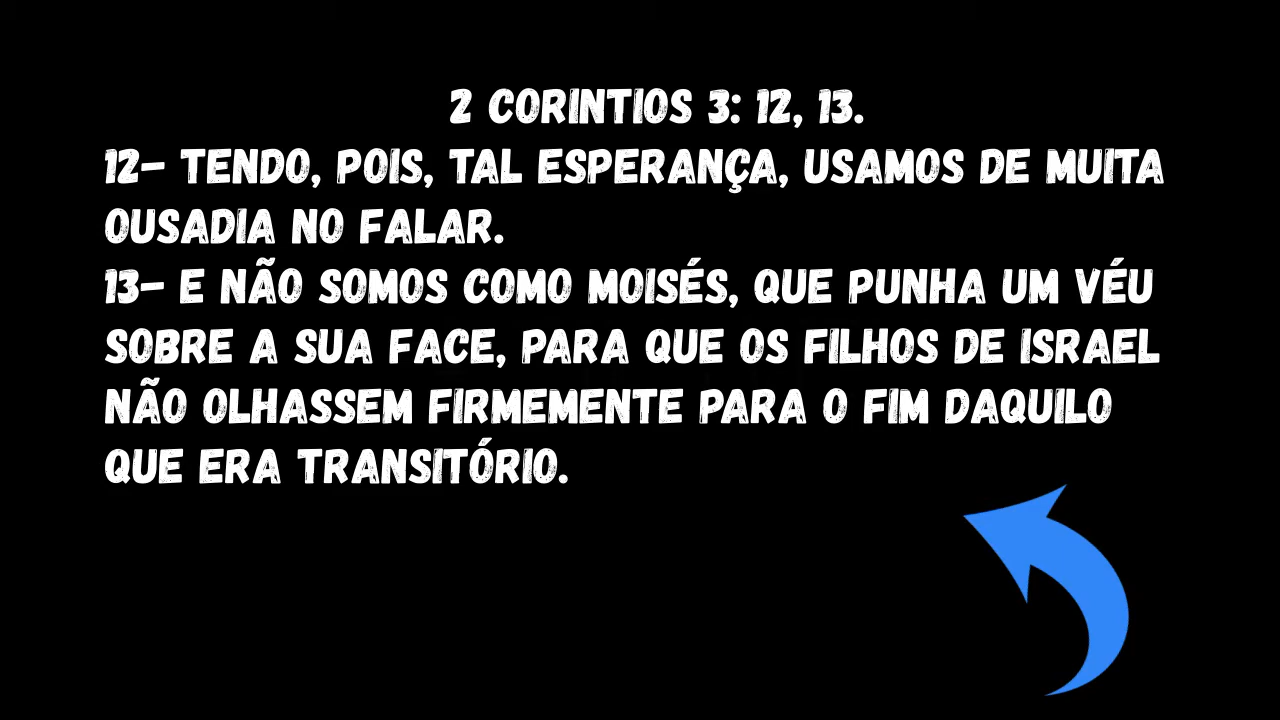 2 CORINTIOS 3: 12, 13.
12- TENDO, POIS, TAL ESPERANÇA, USAMOS DE MUITA
OUSADIA NO FALAR.
13- E NÃO SOMOS COMO MOISÉS, QUE PUNHA UM VÉU
SOBRE A SUA FACE, PARA QUE OS FILHOS DE ISRAEL
NÃO OLHASSEM FIRMEMENTE PARA O FIM DAQUILO
QUE ERA TRANSITÓRIO.